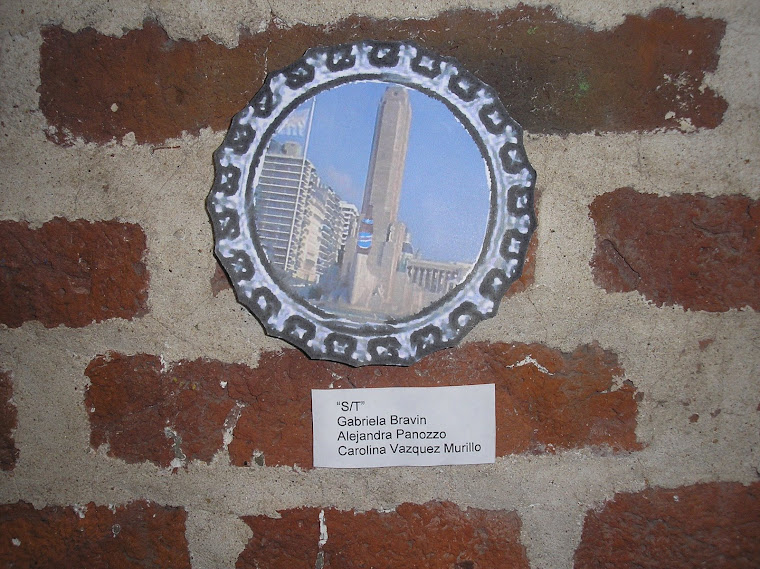 "S/T"
Gabriela Bravin
Alejandra Panozzo
Carolina Vazquez Murillo